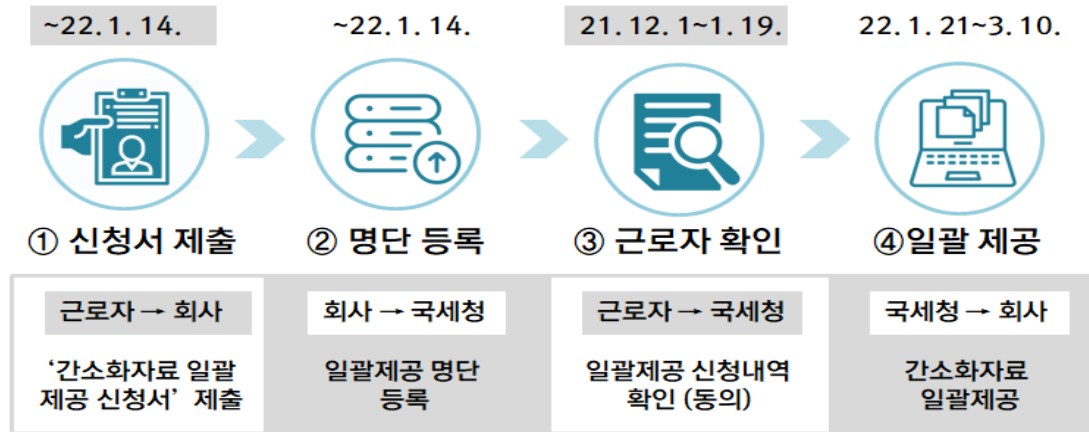 ~22.1.14.
~22.1.14.
21.12.1~1.19.
22.1.21~3.10.
① 신청서 제출
② 명단 등록
③ 근로자 확인
④일괄 제공
근로자 → 회사
회사 → 국세청
근로자 → 국세청
국세청 → 회사
‘간소화자료 일괄
제공 신청서’ 제출
일괄제공 명단
등록
일괄제공 신청내역
확인 (동의)
간소화자료
일괄제공